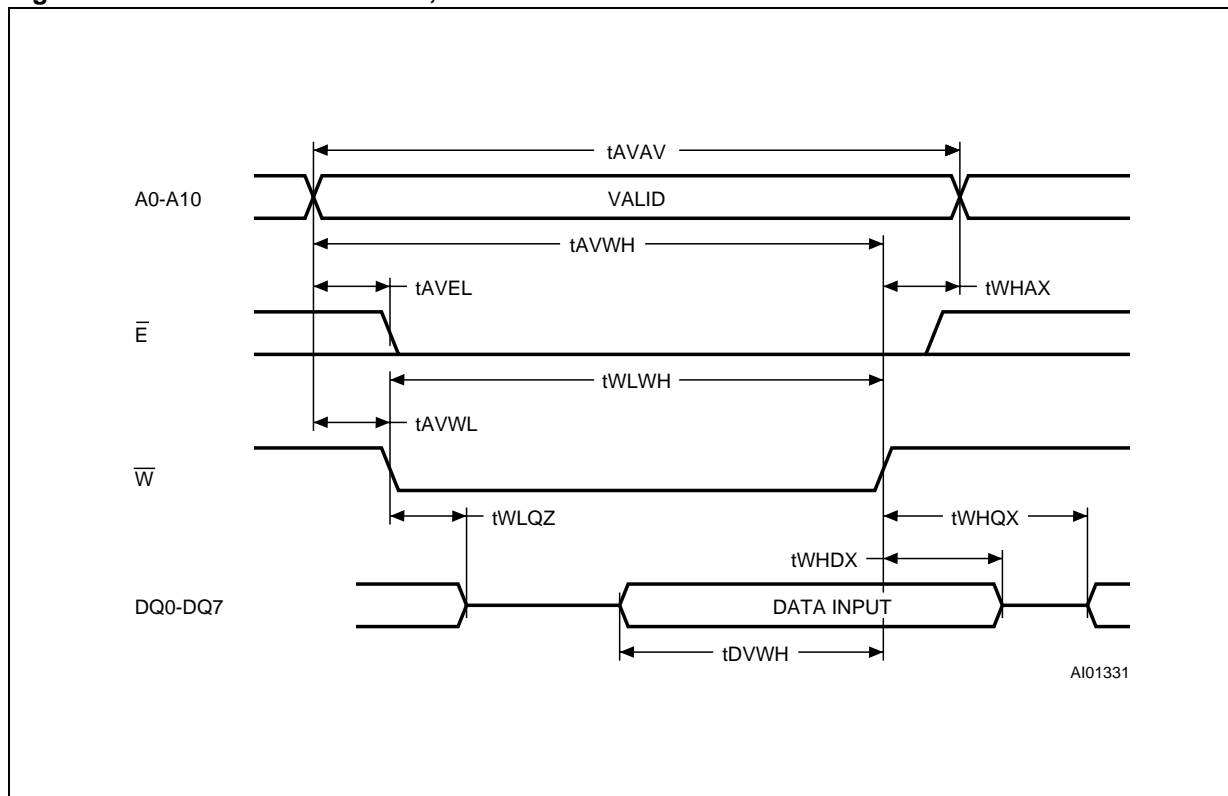 tAVAV
A0-A10 VALID
tAVWH
tAVEL tWHAX
E
tWLWH
tAVWL
W
tWLQZ tWHQX
tWHDX
DQ0-DQ7 DATA INPUT
tDVWH
AI01331